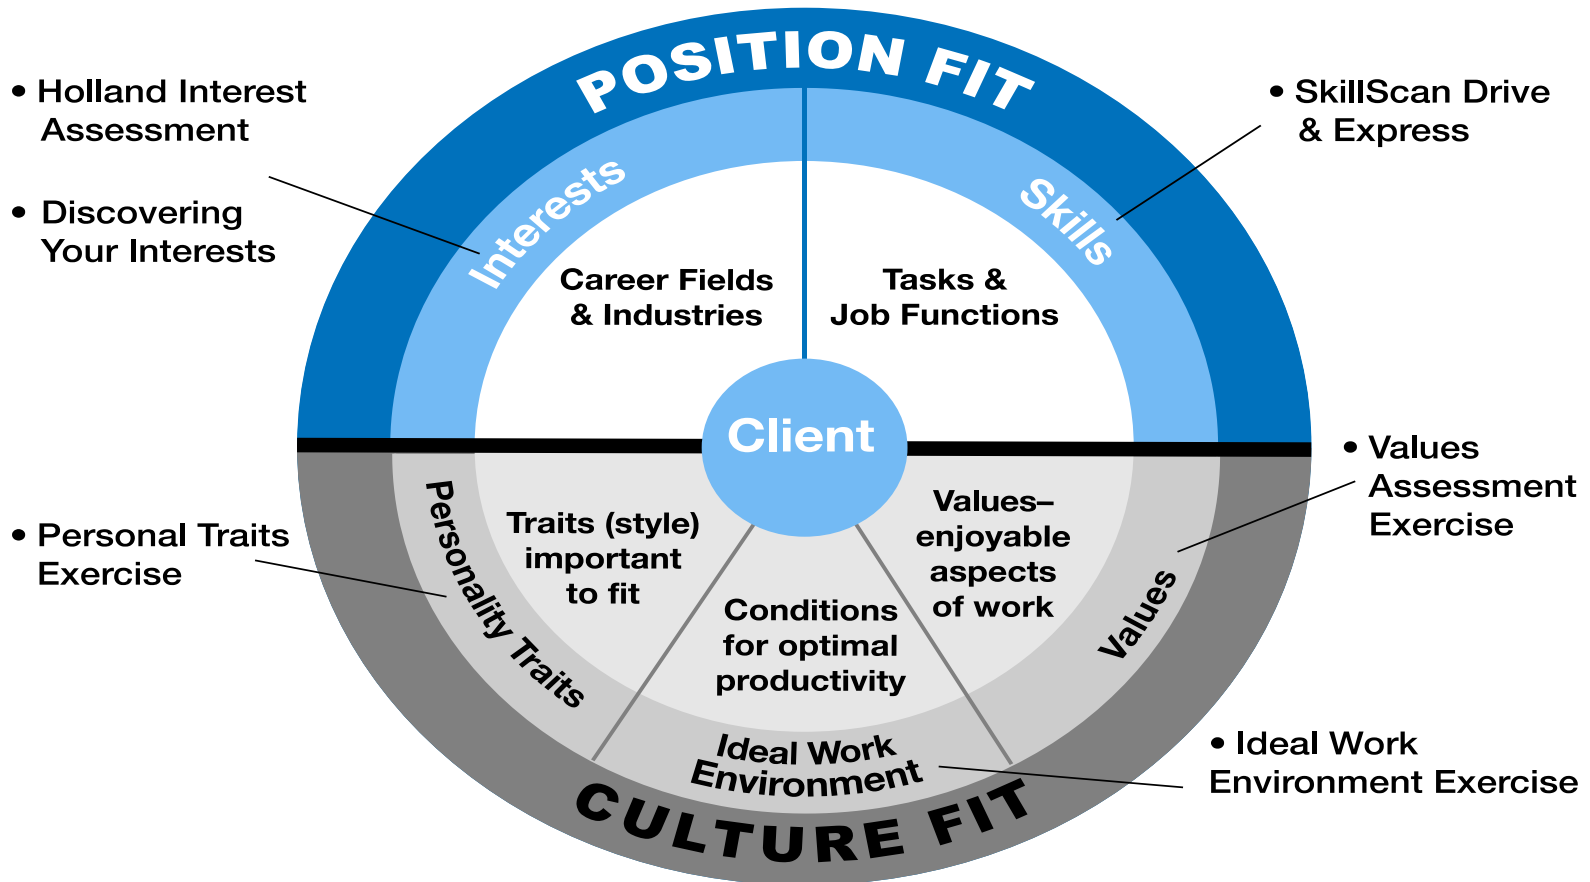 POSITION FIT
• Holland Interest
Assessment
• Discovering
Your Interests
• SkillScan Drive
& Express
Interests
Skills
Career Fields
& Industries
Tasks &
Job Functions
Client
• Values
Assessment
Exercise
• Personal Traits
Exercise
Personality Traits
Traits (style)
important
to fit
Conditions
for optimal
productivity
Values–
enjoyable
aspects
of work
Values
Ideal Work
Environment
• Ideal Work
Environment Exercise
CULTURE FIT